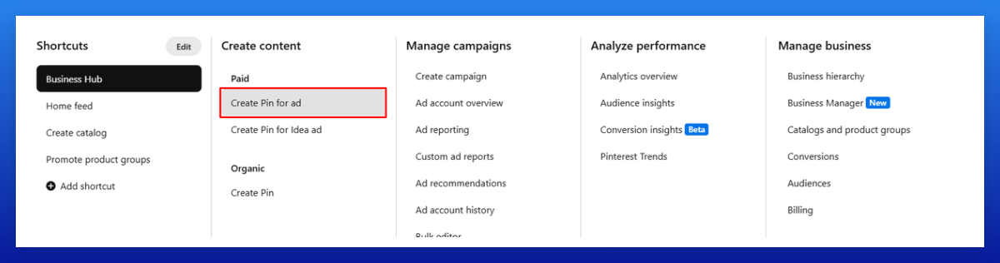 Shortcuts
Edit
Business Hub
Home feed
Create catalog
Promote product groups
Add shortcut
Create content
Paid
Create Pin for ad
Create Pin for Idea ad
Organic
Create Pin
Manage campaigns
Create campaign
Ad account overview
Ad reporting
Custom ad reports
Ad recommendations
Ad account history
Bulk editor
Analyze performance
Analytics overview
Audience insights
Conversion insights Beta
Pinterest Trends
Manage business
Business hierarchy
Business Manager New
Catalogs and product groups
Conversions
Audiences
Billing